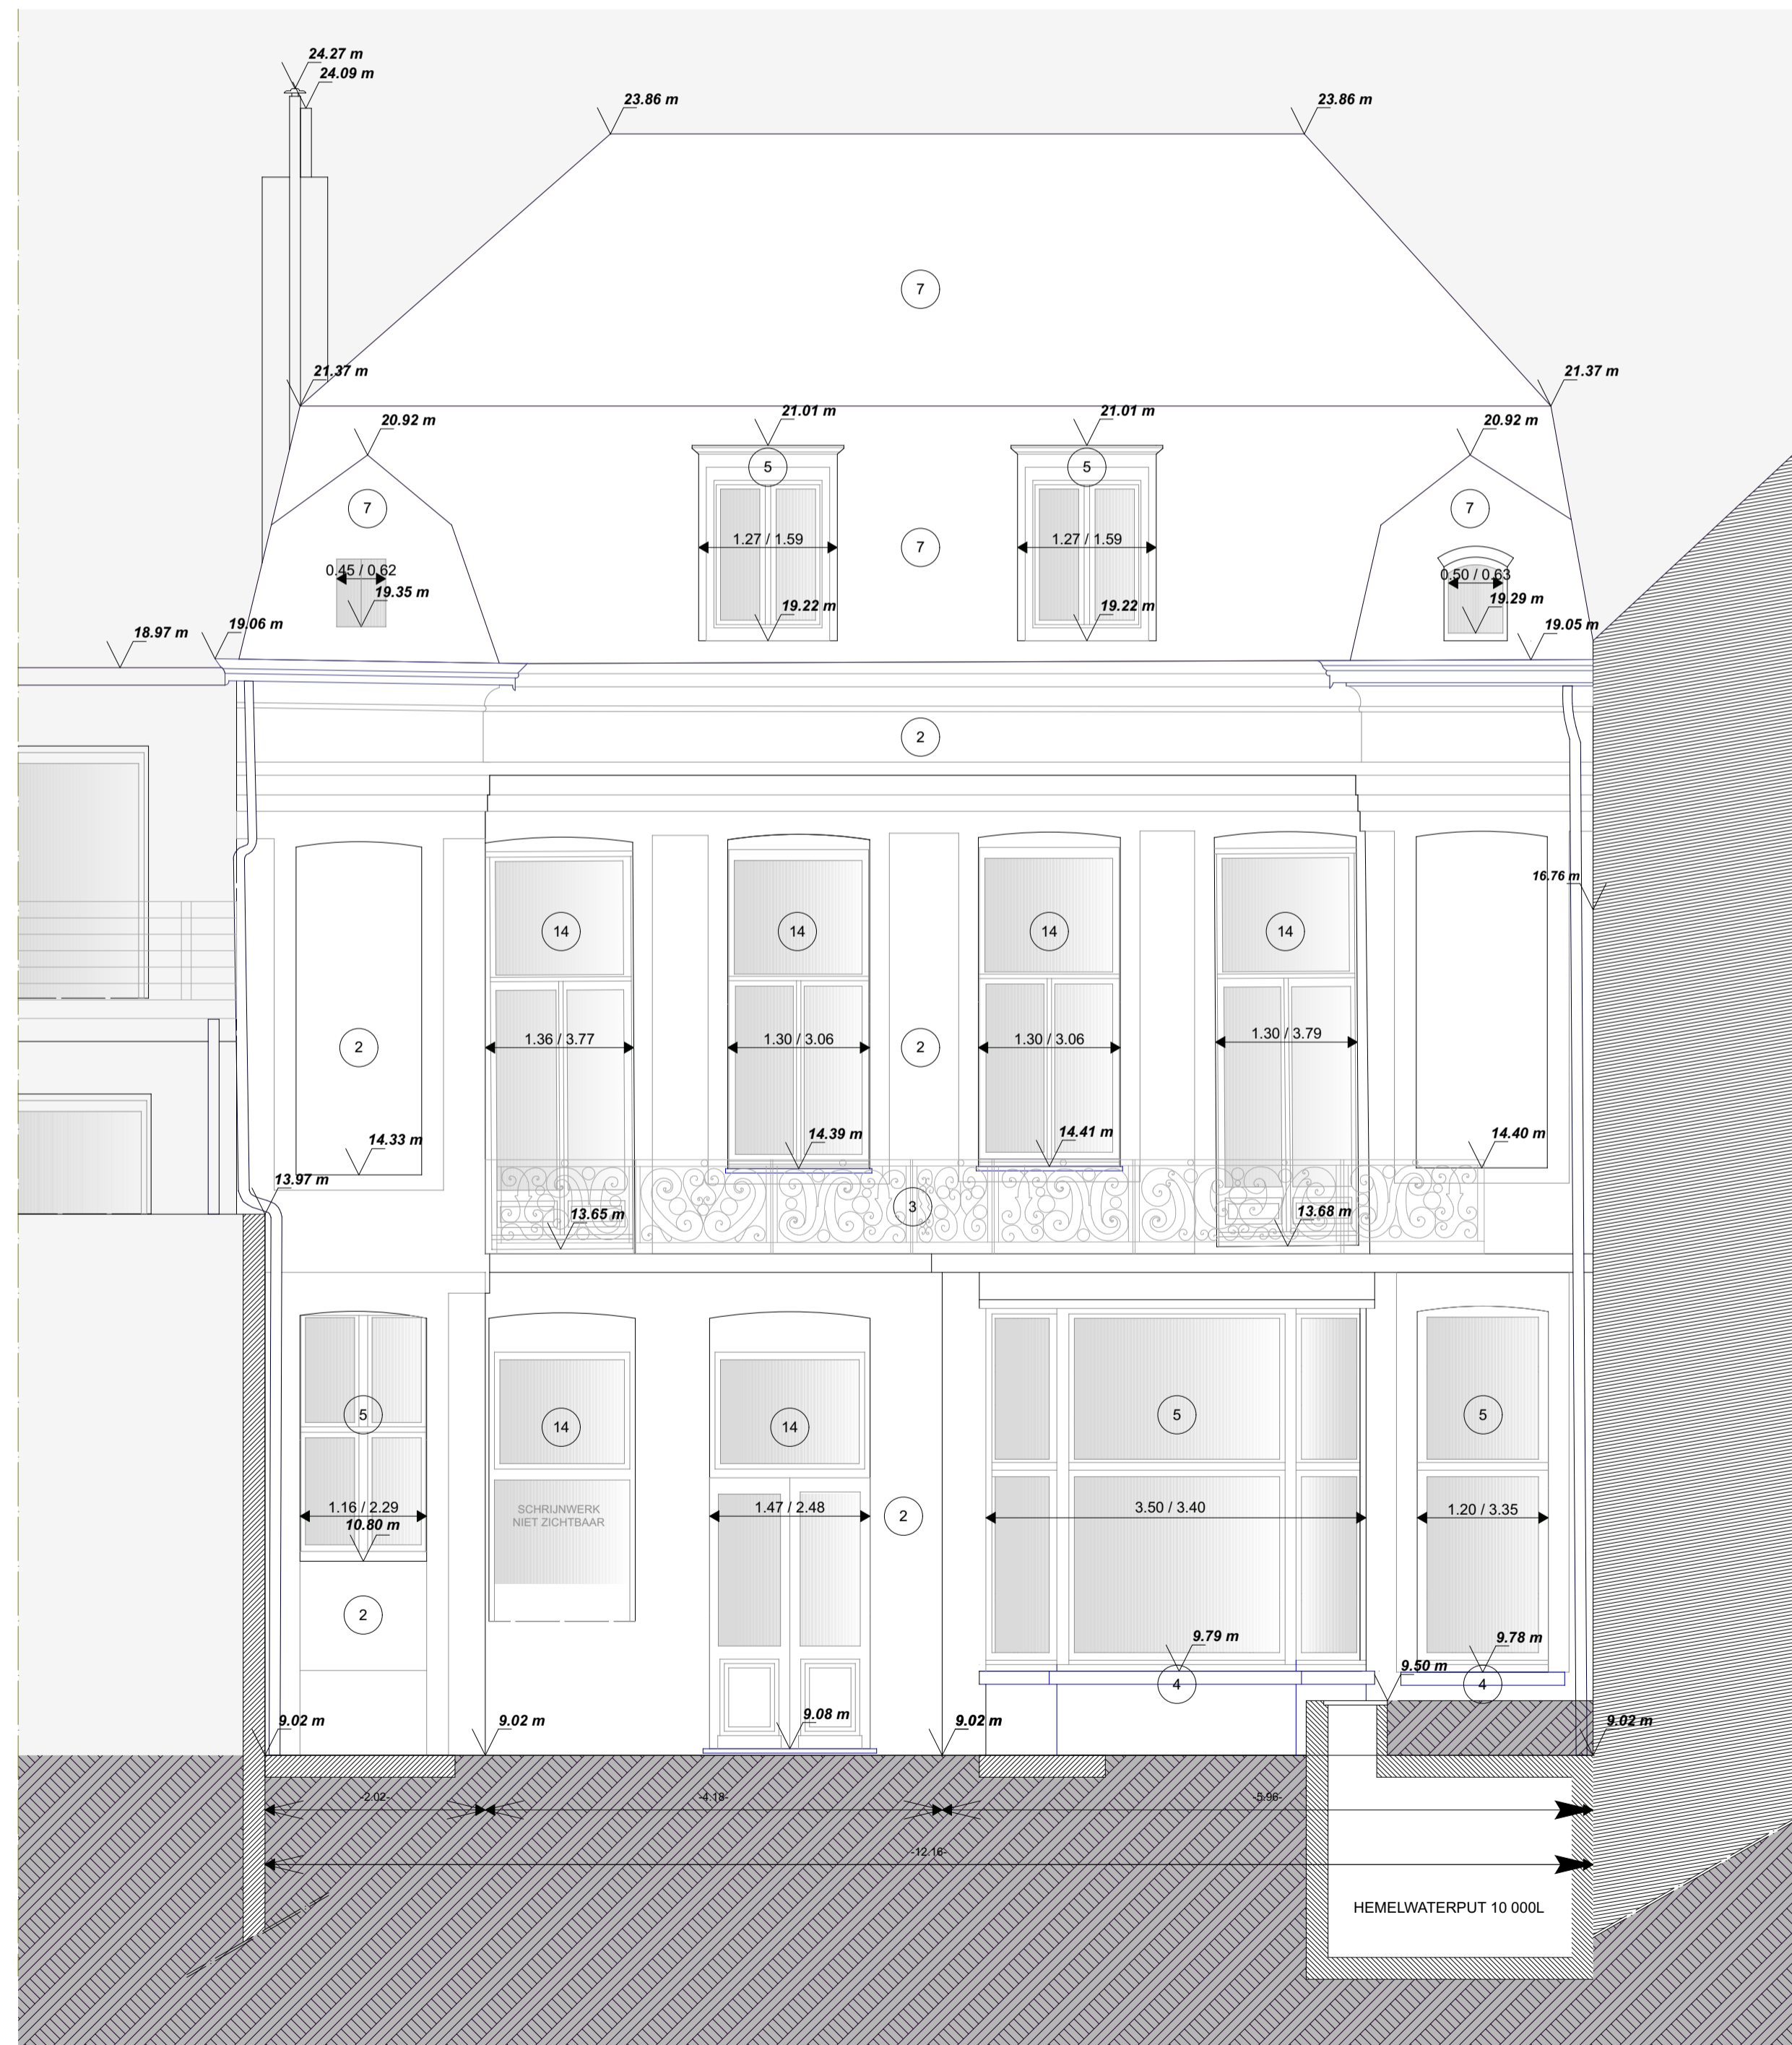 24.27 m
24.09 m
23.86 m
23.86 m
7
21.37 m
21.37 m
20.92 m
21.01 m
21.01 m
20.92 m
5
5
7
7
7
1.27 / 1.59
1.27 / 1.59
0.45 / 0.62
0.50 / 0.63
19.35 m
19.22 m
19.22 m
19.29 m
18.97 m
19.06 m
19.05 m
2
16.76 m
14
14
14
14
2
1.36 / 3.77
1.30 / 3.06
2
1.30 / 3.06
1.30 / 3.79
14.33 m
14.39 m
14.41 m
14.40 m
13.97 m
13.65 m
3
13.68 m
5
14
14
5
5
1.16 / 2.29
10.80 m
SCHRIJNWERK
NIET ZICHTBAAR
1.47 / 2.48
2
3.50 / 3.40
1.20 / 3.35
2
9.79 m
9.78 m
4
9.50 m
4
9.02 m
9.02 m
9.08 m
9.02 m
9.02 m
-2.02-
-4.18-
-5.96-
-12.16-
HEMELWATERPUT 10 000L